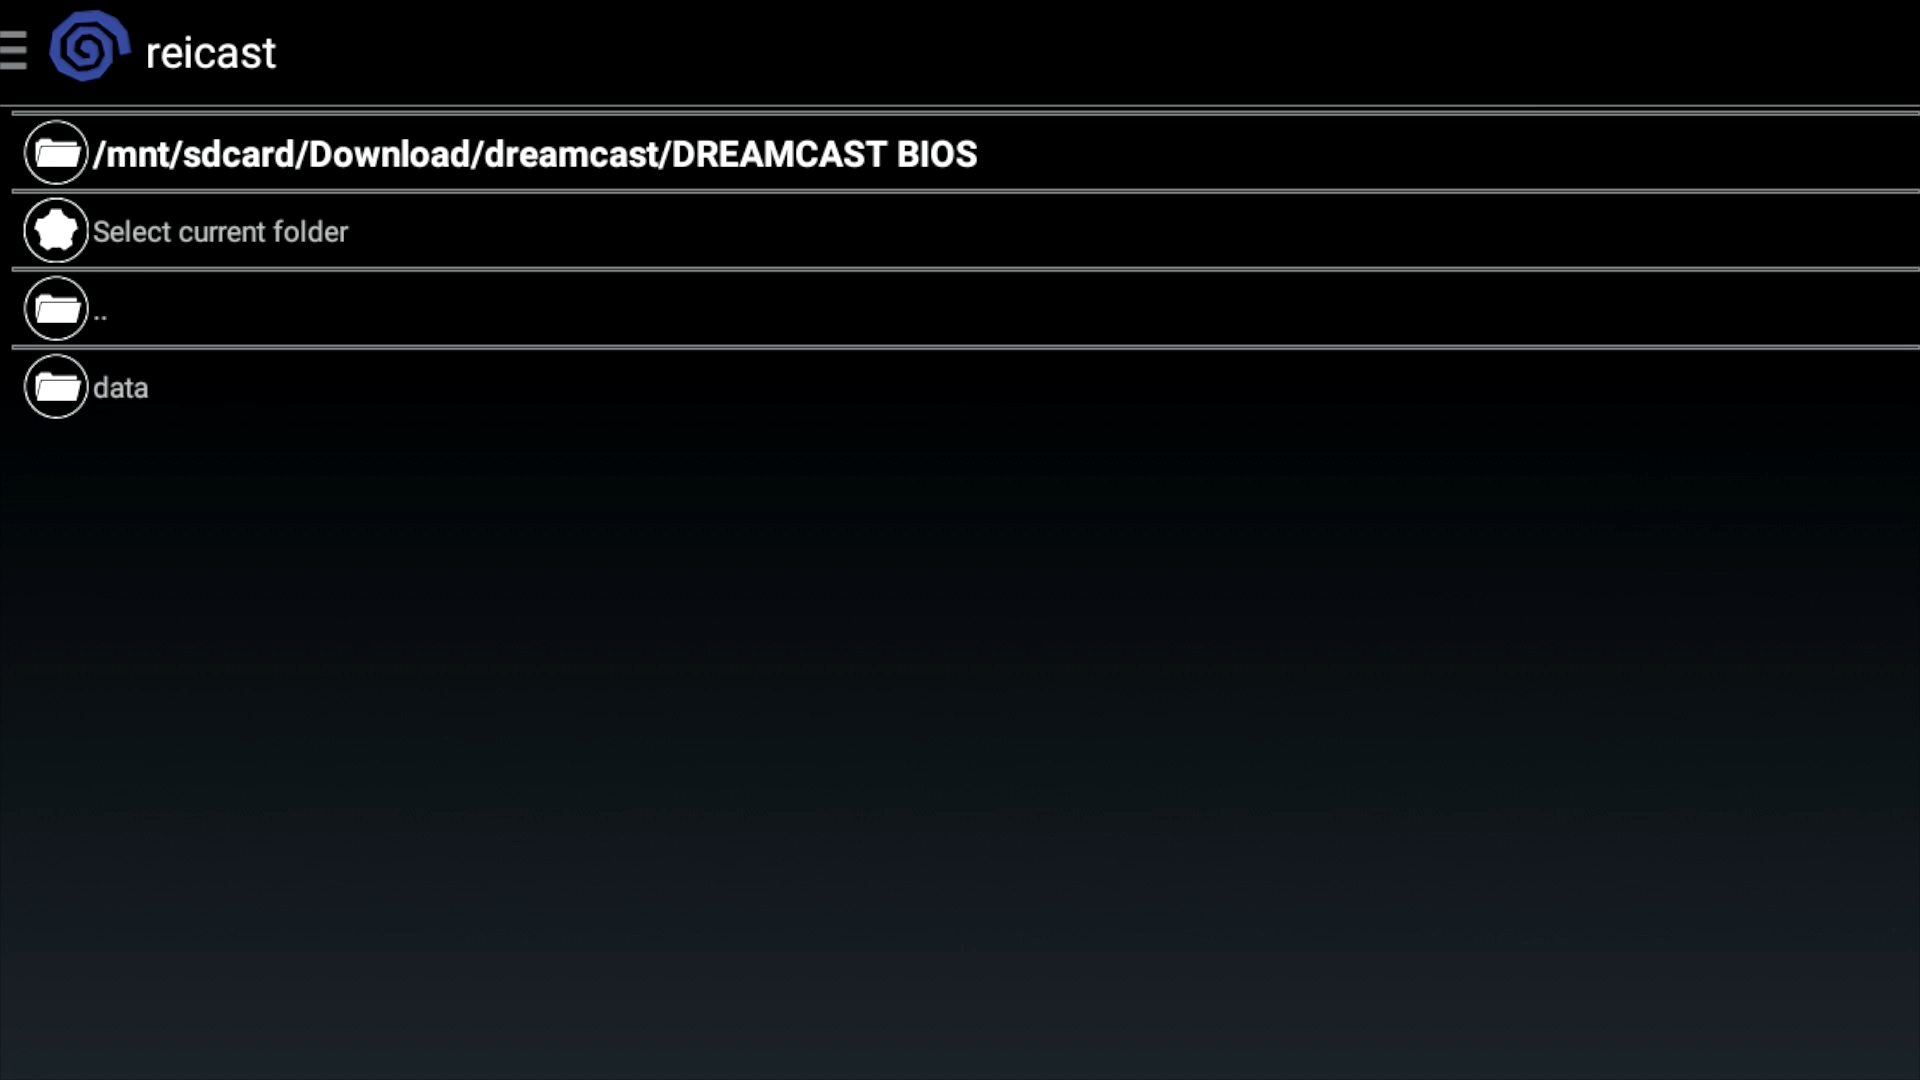 reicast
/mnt/sdcard/Download/dreamcast/DREAMCAST BIOS
Select current folder
..
data